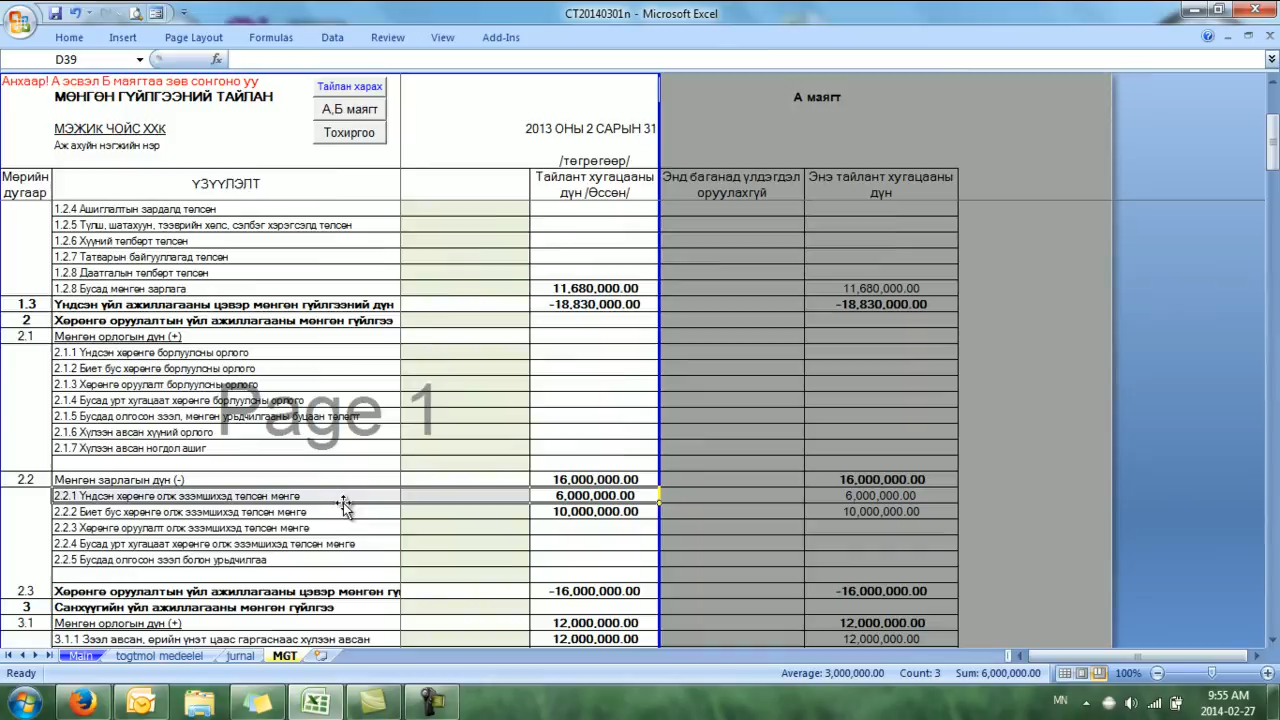 CT20140301n - Microsoft Excel
Home Insert Page Layout Formulas Data Review View Add-Ins
D39 fx
Анхаар! А эсвэл Б маягтаа зөв сонгоно уу
Тайлан харах
МӨНГӨН ГҮЙЛГЭЭНИЙ ТАЙЛАН
А маягт
А,Б маягт
МЭЖИК ЧОЙС ХХК
Тохиргоо
2013 ОНЫ 2 САРЫН 31
Аж ахуйн нэгжийн нэр
/төгрөгөөр/
Мөрийн дугаар ҮЗҮҮЛЭЛТ Тайлант хугацааны дүн /Өссөн/ Энд баганад үлдэгдэл оруулахгүй Энэ тайлант хугацааны дүн
1.2.4 Ашиглалтын зардалд төлсөн
1.2.5 Түлш, шатахуун, тээврийн хөлс, сэлбэг хэрэгсэлд төлсөн
1.2.6 Хүүний төлбөрт төлсөн
1.2.7 Татварын байгууллагад төлсөн
1.2.8 Даатгалын төлбөрт төлсөн
1.2.8 Бусад мөнгөн зарлага 11,680,000.00 11,680,000.00
1.3 Үндсэн үйл ажиллагааны цэвэр мөнгөн гүйлгээний дүн -18,830,000.00 -18,830,000.00
2 Хөрөнгө оруулалтын үйл ажиллагааны мөнгөн гүйлгээ
2.1 Мөнгөн орлогын дүн (+)
2.1.1 Үндсэн хөрөнгө борлуулсны орлого
2.1.2 Биет бус хөрөнгө борлуулсны орлого
2.1.3 Хөрөнгө оруулалт борлуулсны орлого
2.1.4 Бусад урт хугацаат хөрөнгө борлуулсны орлого
Page 1
2.1.5 Бусдад олгосон зээл, мөнгөн урьдчилгааны буцаан төлөлт
2.1.6 Хүлээн авсан хүүний орлого
2.1.7 Хүлээн авсан ногдол ашиг
2.2 Мөнгөн зарлагын дүн (-) 16,000,000.00 16,000,000.00
2.2.1 Үндсэн хөрөнгө олж эзэмшихэд төлсөн мөнгө 6,000,000.00 6,000,000.00
2.2.2 Биет бус хөрөнгө олж эзэмшихэд төлсөн мөнгө 10,000,000.00 10,000,000.00
2.2.3 Хөрөнгө оруулалт олж эзэмшихэд төлсөн мөнгө
2.2.4 Бусад урт хугацаат хөрөнгө олж эзэмшихэд төлсөн мөнгө
2.2.5 Бусдад олгосон зээл болон урьдчилгаа
2.3 Хөрөнгө оруулалтын үйл ажиллагааны цэвэр мөнгөн гүй -16,000,000.00 -16,000,000.00
3 Санхүүгийн үйл ажиллагааны мөнгөн гүйлгээ
3.1 Мөнгөн орлогын дүн (+) 12,000,000.00 12,000,000.00
3.1.1 Зээл авсан, өрийн үнэт цаас гаргаснаас хүлээн авсан 12,000,000.00 12,000,000.00
Main togtmol medeelel jurnal MGT
Ready Average: 3,000,000.00 Count: 3 Sum: 6,000,000.00 100%
MN 9:55 AM
2014-02-27